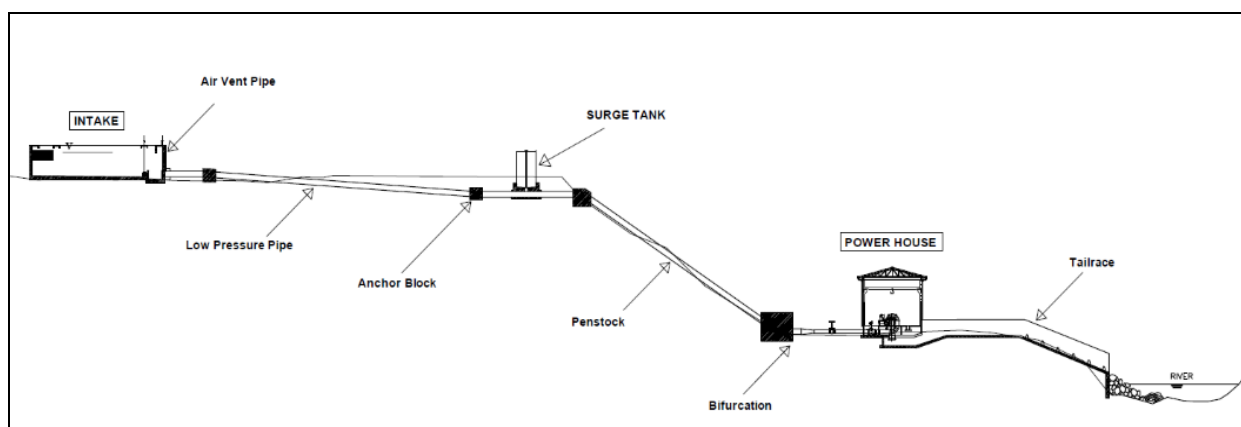 Air Vent Pipe
INTAKE
SURGE TANK
Low Pressure Pipe
Anchor Block
POWER HOUSE
Tailrace
Penstock
Bifurcation
RIVER